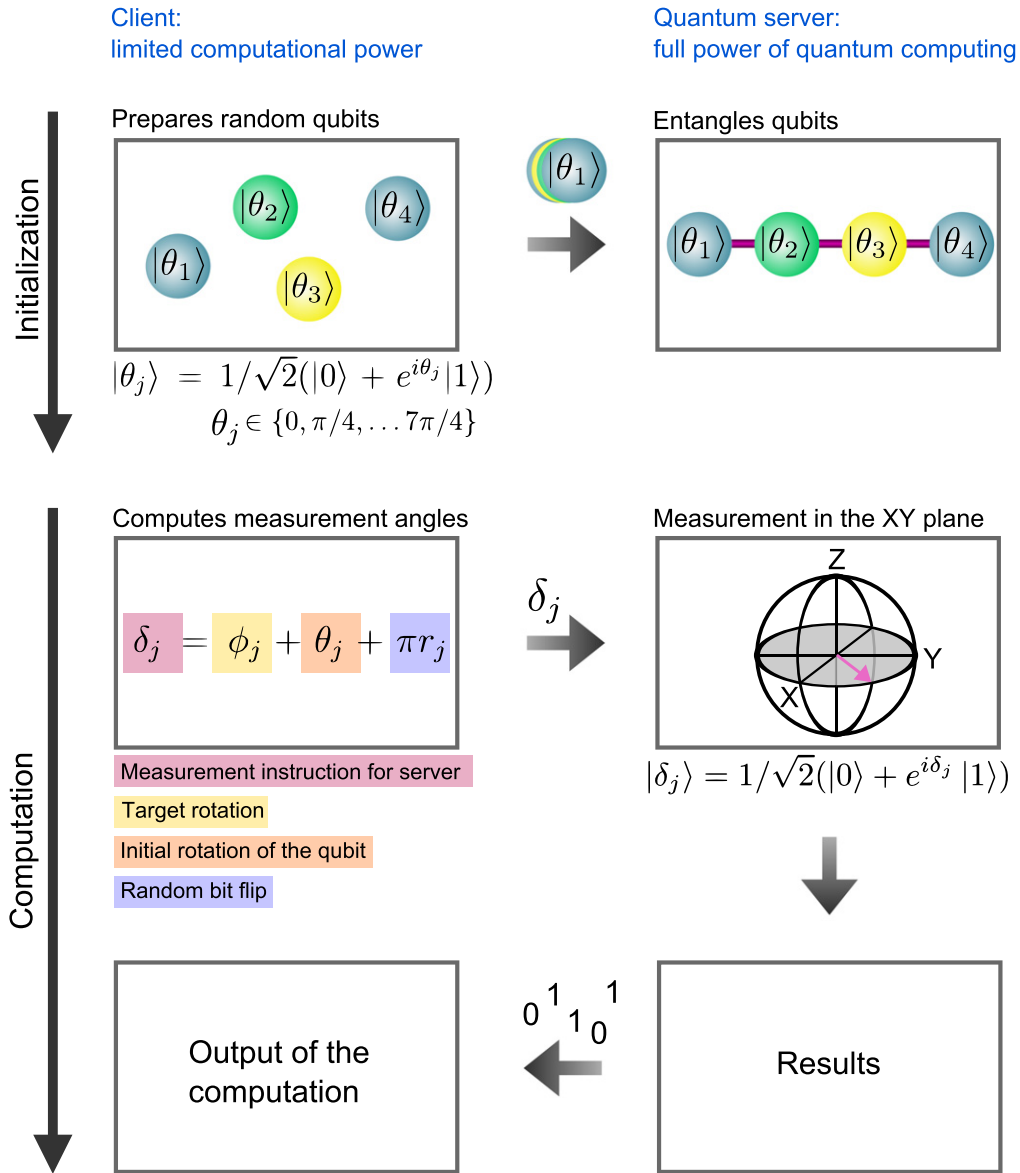 Client:
limited computational power
Quantum server:
full power of quantum computing
Initialization
Prepares random qubits
|θ₁⟩
|θ₂⟩
|θ₃⟩
|θ₄⟩
|θⱼ⟩ = 1/√2(|0⟩ + e^{iθⱼ}|1⟩)
θⱼ ∈ {0, π/4, … 7π/4}
|θ₁⟩
Entangles qubits
|θ₁⟩ |θ₂⟩ |θ₃⟩ |θ₄⟩
Computation
Computes measurement angles
δⱼ = ϕⱼ + θⱼ + πrⱼ
Measurement instruction for server
Target rotation
Initial rotation of the qubit
Random bit flip
δⱼ
Measurement in the XY plane
Z
Y
X
|δⱼ⟩ = 1/√2(|0⟩ + e^{iδⱼ} |1⟩)
Results
0 1 1 0 1
Output of the
computation